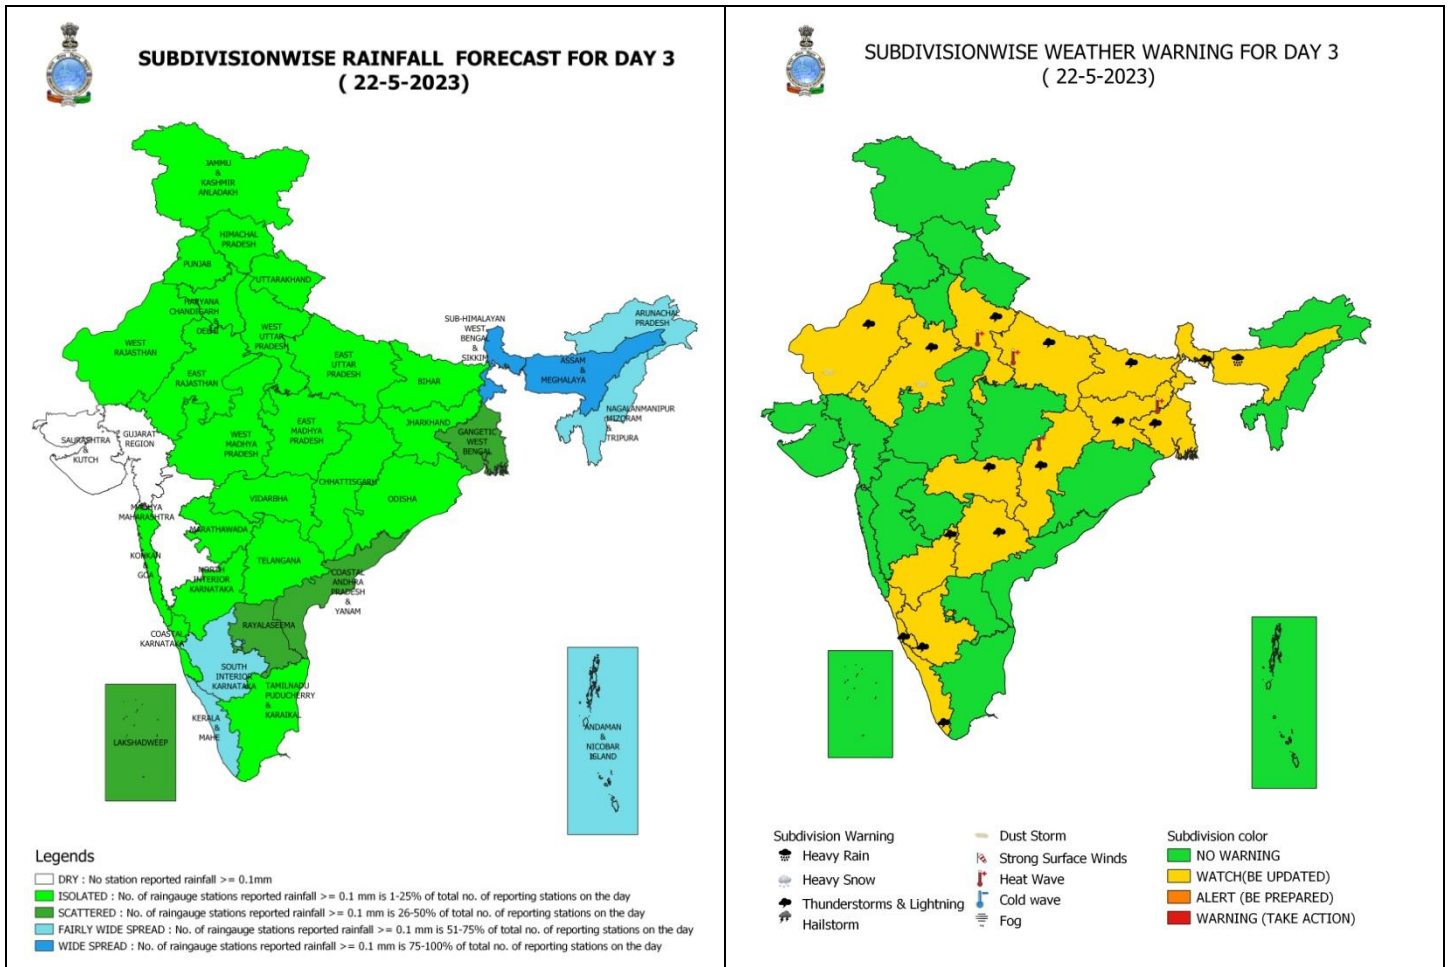 SUBDIVISIONWISE RAINFALL FORECAST FOR DAY 3
( 22-5-2023)
JAMMU
&
KASHMIR
ANLADAKH
HIMACHAL
PRADESH
PUNJAB
UTTARAKHAND
HARYANA
CHANDIGARH
&
DELHI
WEST
UTTAR
PRADESH
WEST
RAJASTHAN
EAST
RAJASTHAN
EAST
UTTAR
PRADESH
BIHAR
SUB-HIMALAYAN
WEST
BENGAL
&
SIKKIM
ARUNACHAL
PRADESH
ASSAM
&
MEGHALAYA
NAGALANMANIPUR
MIZORAM
&
TRIPURA
JHARKHAND
GANGETIC
WEST
BENGAL
SAURASHTRA
&
KUTCH
GUJARAT
REGION
WEST
MADHYA
PRADESH
EAST
MADHYA
PRADESH
CHHATTISGARH
ODISHA
VIDARBHA
MADHYA
MAHARASHTRA
MARATHAWADA
TELANGANA
KONKAN
&
GOA
NORTH
INTERIOR
KARNATAKA
COASTAL
ANDHRA
PRADESH
&
YANAM
RAYALASEEMA
COASTAL
KARNATAKA
SOUTH
INTERIOR
KARNATAKA
TAMILNADU
PUDUCHERRY
&
KARAIKAL
KERALA
&
MAHE
LAKSHADWEEP
ANDAMAN
&
NICOBAR
ISLAND
Legends
DRY : No station reported rainfall >= 0.1mm
ISOLATED : No. of raingauge stations reported rainfall >= 0.1 mm is 1-25% of total no. of reporting stations on the day
SCATTERED : No. of raingauge stations reported rainfall >= 0.1 mm is 26-50% of total no. of reporting stations on the day
FAIRLY WIDE SPREAD : No. of raingauge stations reported rainfall >= 0.1 mm is 51-75% of total no. of reporting stations on the day
WIDE SPREAD : No. of raingauge stations reported rainfall >= 0.1 mm is 75-100% of total no. of reporting stations on the day
SUBDIVISIONWISE WEATHER WARNING FOR DAY 3
( 22-5-2023)
Subdivision Warning
Heavy Rain
Heavy Snow
Thunderstorms & Lightning
Hailstorm
Dust Storm
Strong Surface Winds
Heat Wave
Cold wave
Fog
Subdivision color
NO WARNING
WATCH(BE UPDATED)
ALERT (BE PREPARED)
WARNING (TAKE ACTION)